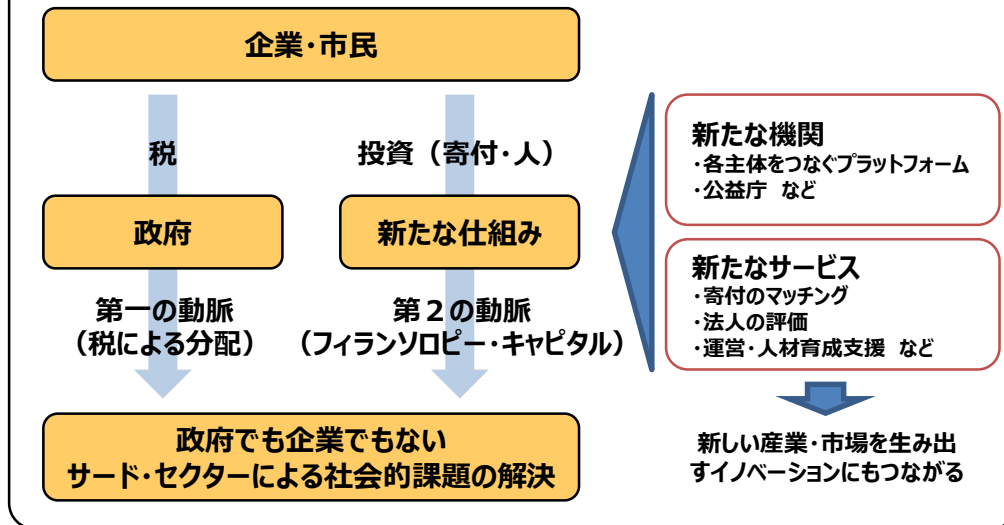 企業・市民
税
投資（寄付・人）
政府
新たな仕組み
第一の動脈
（税による分配）
第２の動脈
（フィランソロピー・キャピタル）
政府でも企業でもない
サード・セクターによる社会的課題の解決
新たな機関
・各主体をつなぐプラットフォーム
・公益庁 など
新たなサービス
・寄付のマッチング
・法人の評価
・運営・人材育成支援 など
新しい産業・市場を生み出
すイノベーションにもつながる